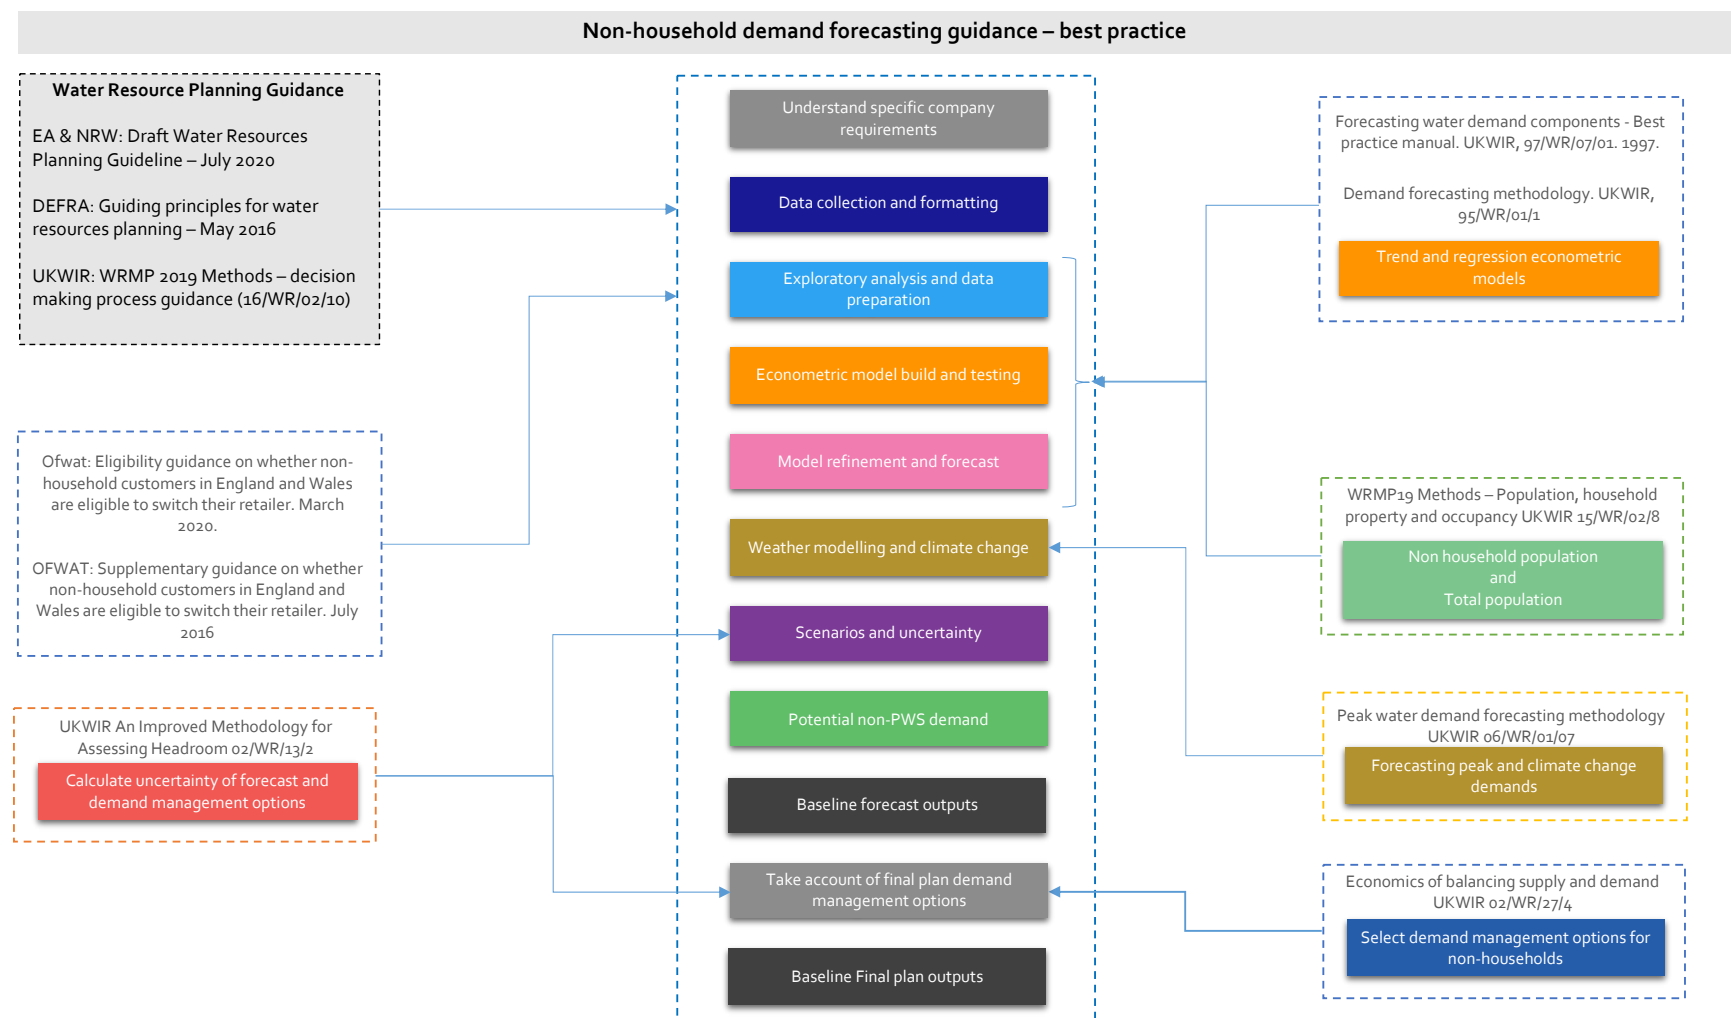 Non-household demand forecasting guidance – best practice
Water Resource Planning Guidance
EA & NRW: Draft Water Resources
Planning Guideline – July 2020
DEFRA: Guiding principles for water
resources planning – May 2016
UKWIR: WRMP 2019 Methods – decision
making process guidance (16/WR/02/10)
Ofwat: Eligibility guidance on whether non-
household customers in England and Wales
are eligible to switch their retailer. March
2020.
OFWAT: Supplementary guidance on whether
non-household customers in England and
Wales are eligible to switch their retailer. July
2016
UKWIR An Improved Methodology for
Assessing Headroom 02/WR/13/2
Calculate uncertainty of forecast and
demand management options
Understand specific company
requirements
Data collection and formatting
Exploratory analysis and data
preparation
Econometric model build and testing
Model refinement and forecast
Weather modelling and climate change
Scenarios and uncertainty
Potential non-PWS demand
Baseline forecast outputs
Take account of final plan demand
management options
Baseline Final plan outputs
Forecasting water demand components - Best
practice manual. UKWIR, 97/WR/07/01. 1997.
Demand forecasting methodology. UKWIR,
95/WR/01/1
Trend and regression econometric
models
WRMP19 Methods – Population, household
property and occupancy UKWIR 15/WR/02/8
Non household population
and
Total population
Peak water demand forecasting methodology
UKWIR 06/WR/01/07
Forecasting peak and climate change
demands
Economics of balancing supply and demand
UKWIR 02/WR/27/4
Select demand management options for
non-households